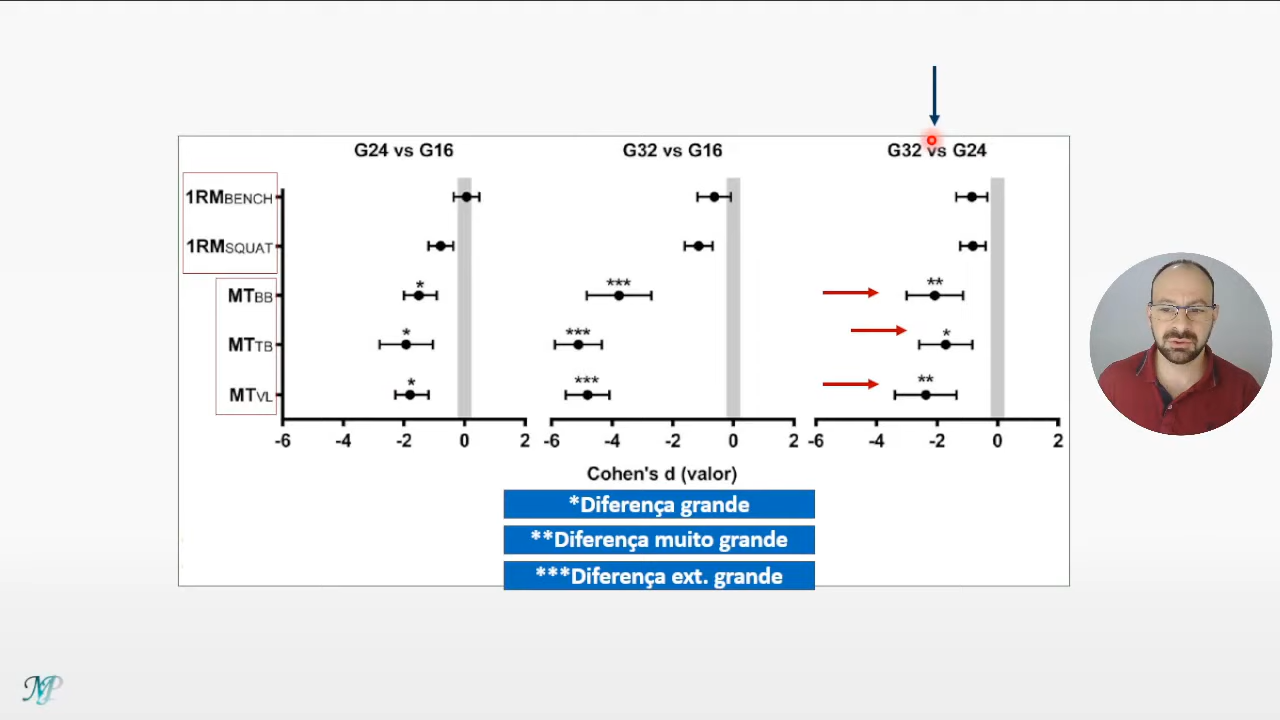 G24 vs G16 G32 vs G16 G32 vs G24
1RMBENCH
1RMSQUAT
MTBB * *** **
MTTB * *** *
MTVL * *** **
-6 -4 -2 0 2 -6 -4 -2 0 2 -6 -4 -2 0 2
Cohen's d (valor)
*Diferença grande
**Diferença muito grande
***Diferença ext. grande
MP